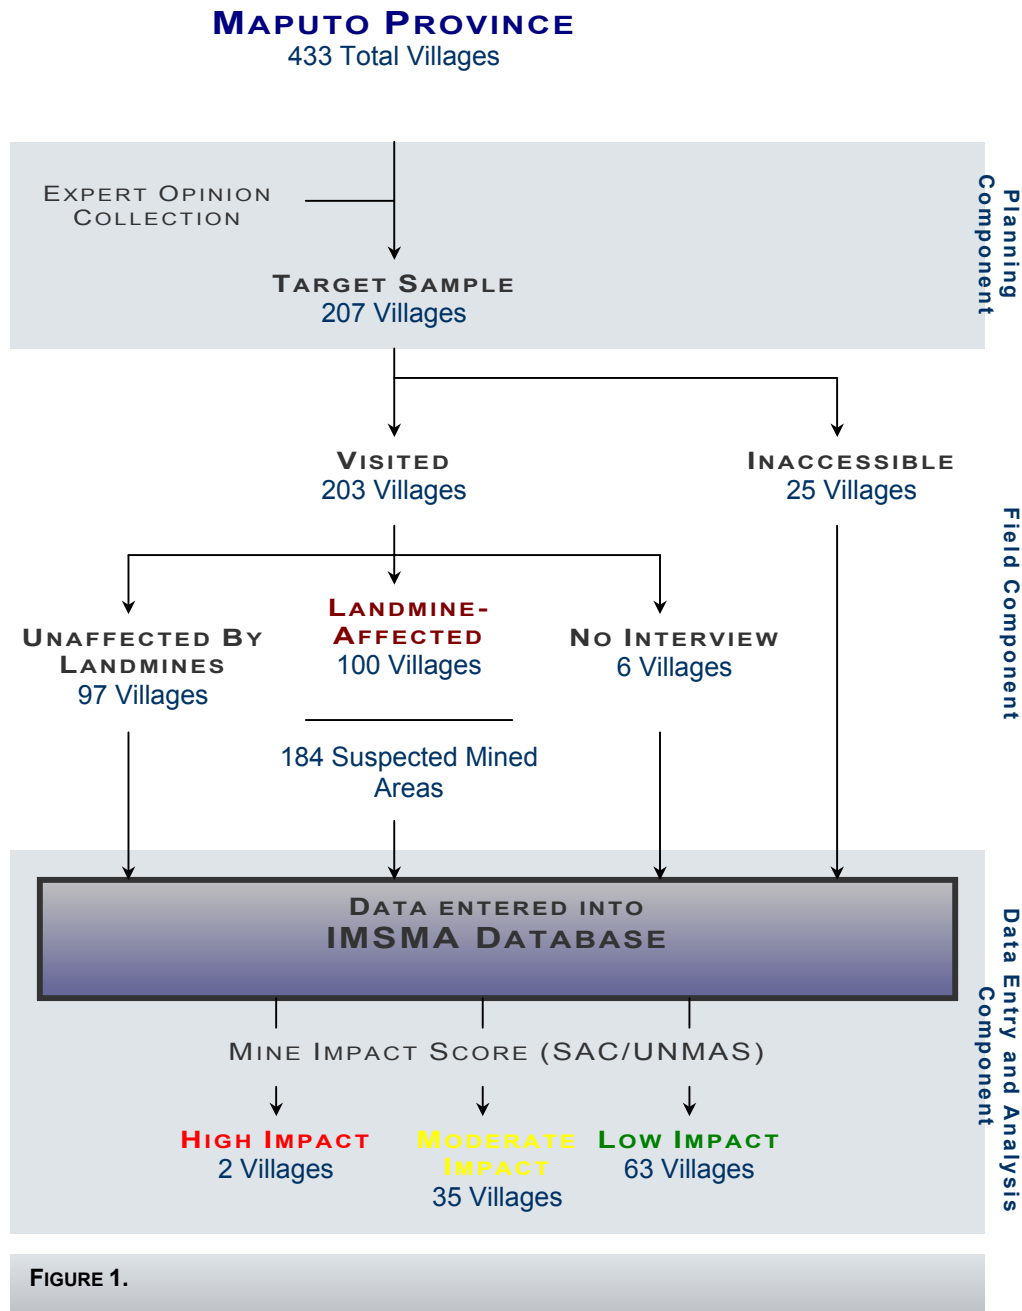 MAPUTO PROVINCE
433 Total Villages
EXPERT OPINION
COLLECTION
TARGET SAMPLE
207 Villages
Planning
Component
VISITED
203 Villages
INACCESSIBLE
25 Villages
UNAFFECTED BY
LANDMINES
97 Villages
LANDMINE-
AFFECTED
100 Villages
184 Suspected Mined
Areas
NO INTERVIEW
6 Villages
Field Component
DATA ENTERED INTO
IMSMA DATABASE
MINE IMPACT SCORE (SAC/UNMAS)
HIGH IMPACT
2 Villages
MODERATE
IMPACT
35 Villages
LOW IMPACT
63 Villages
Data Entry and Analysis
Component
FIGURE 1.